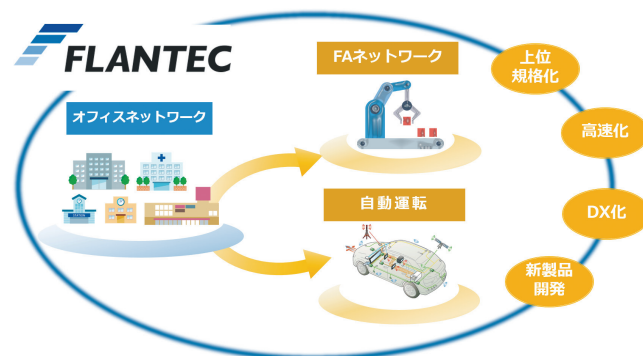 FLANTEC
オフィスネットワーク
STATION
FAネットワーク
自動運転
上位
規格化
高速化
DX化
新製品
開発